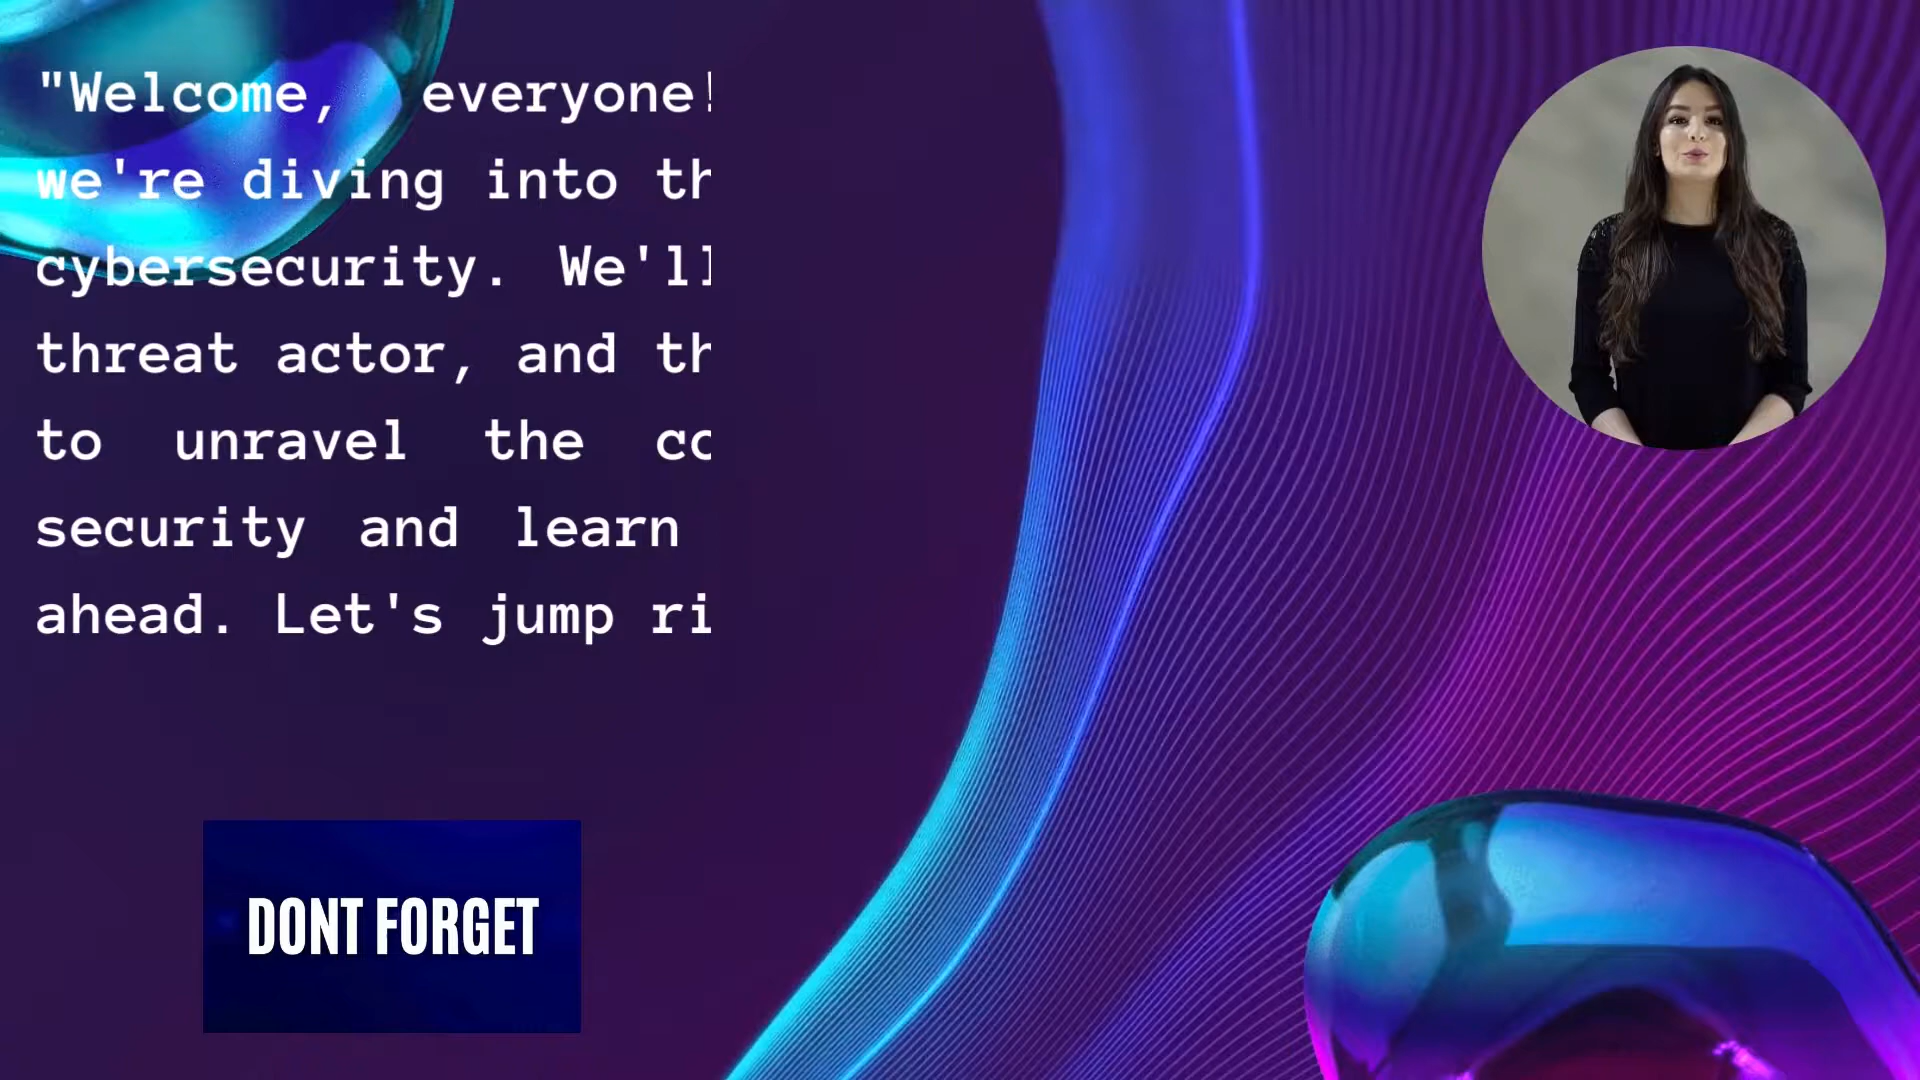 "Welcome, everyone!
we're diving into th
cybersecurity. We'll
threat actor, and th
to unravel the co
security and learn
ahead. Let's jump ri
DONT FORGET